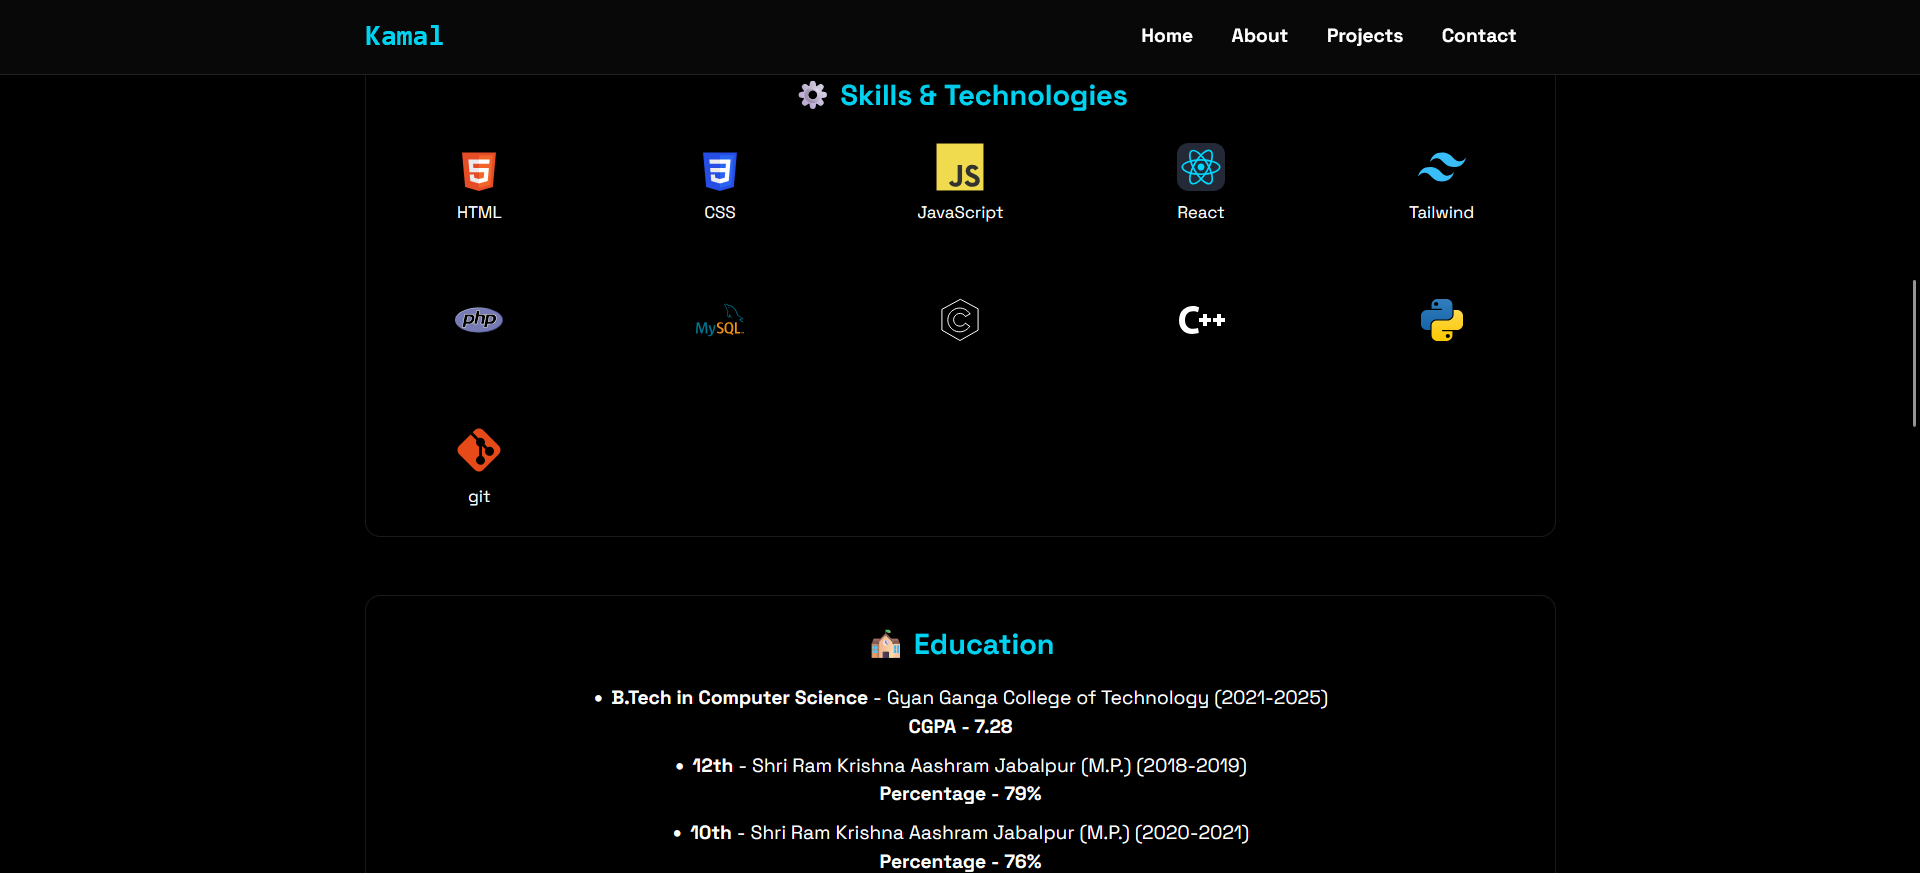 Kamal
Home About Projects Contact
Skills & Technologies
HTML CSS JS JavaScript React Tailwind
php MySQL C C++
git
Education
• B.Tech in Computer Science - Gyan Ganga College of Technology (2021-2025)
CGPA - 7.28
• 12th - Shri Ram Krishna Aashram Jabalpur (M.P.) (2018-2019)
Percentage - 79%
• 10th - Shri Ram Krishna Aashram Jabalpur (M.P.) (2020-2021)
Percentage - 76%